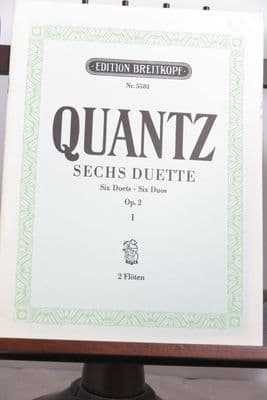 EDITION BREITKOPF
Nr. 5581
QUANTZ
SECHS DUETTE
Six Duets - Six Duos
Op. 2
I
2 Flöten